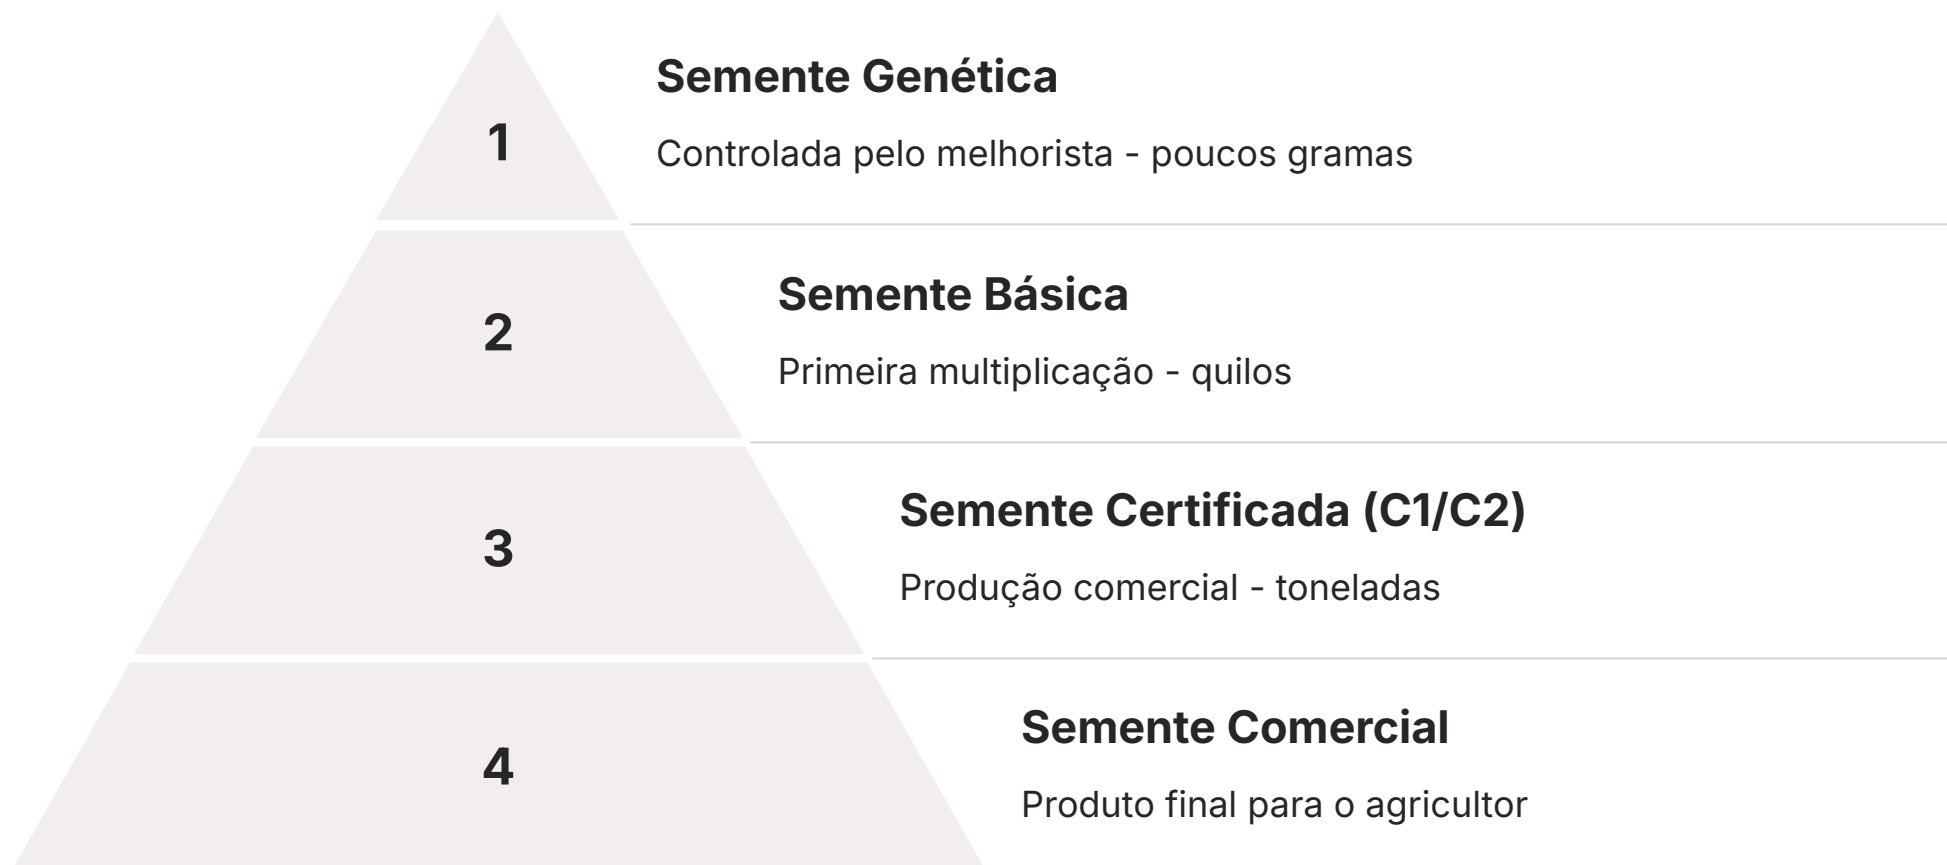 1
Semente Genética
Controlada pelo melhorista - poucos gramas
2
Semente Básica
Primeira multiplicação - quilos
3
Semente Certificada (C1/C2)
Produção comercial - toneladas
4
Semente Comercial
Produto final para o agricultor